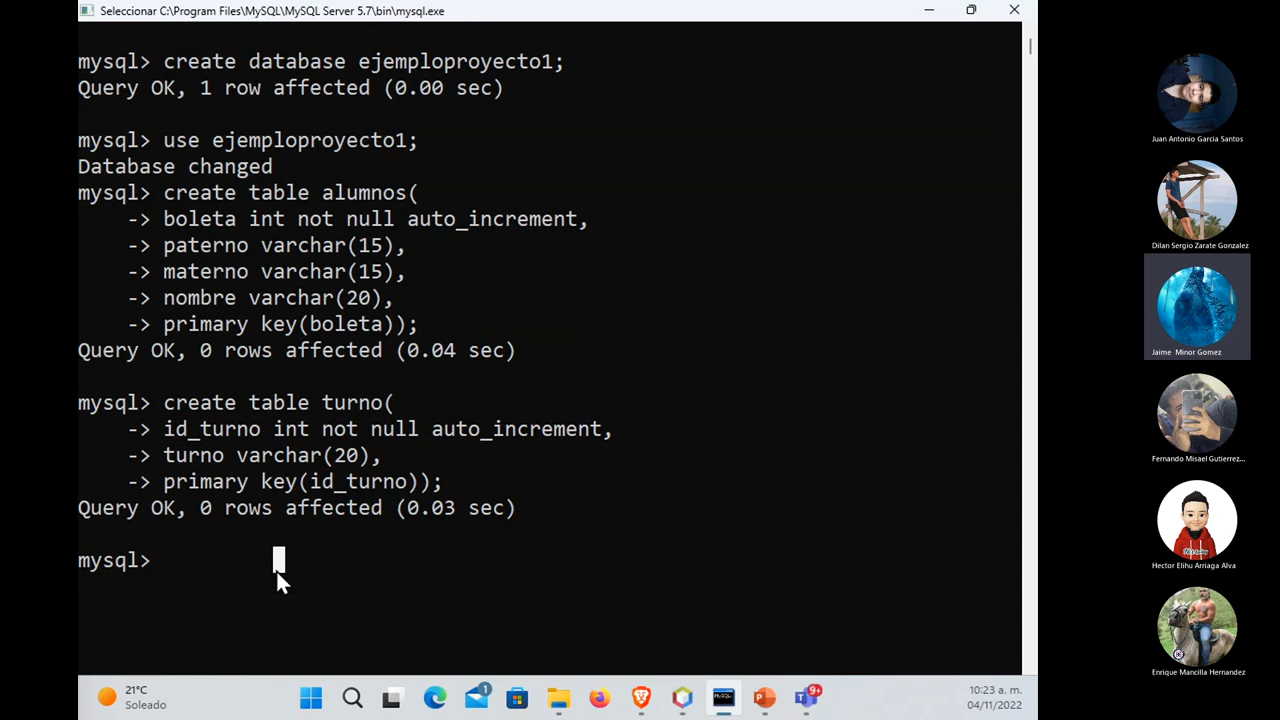 Seleccionar C:\Program Files\MySQL\MySQL Server 5.7\bin\mysql.exe
mysql> create database ejemploproyecto1;
Query OK, 1 row affected (0.00 sec)
mysql> use ejemploproyecto1;
Database changed
mysql> create table alumnos(
-> boleta int not null auto_increment,
-> paterno varchar(15),
-> materno varchar(15),
-> nombre varchar(20),
-> primary key(boleta));
Query OK, 0 rows affected (0.04 sec)
mysql> create table turno(
-> id_turno int not null auto_increment,
-> turno varchar(20),
-> primary key(id_turno));
Query OK, 0 rows affected (0.03 sec)
mysql>
Juan Antonio Garcia Santos
Dilan Sergio Zarate Gonzalez
Jaime Minor Gomez
Fernando Misael Gutierrez...
Hector Elihu Arriaga Alva
Enrique Mancilla Hernandez
21°C
Soleado
1
MySQL
9+
10:23 a. m.
04/11/2022